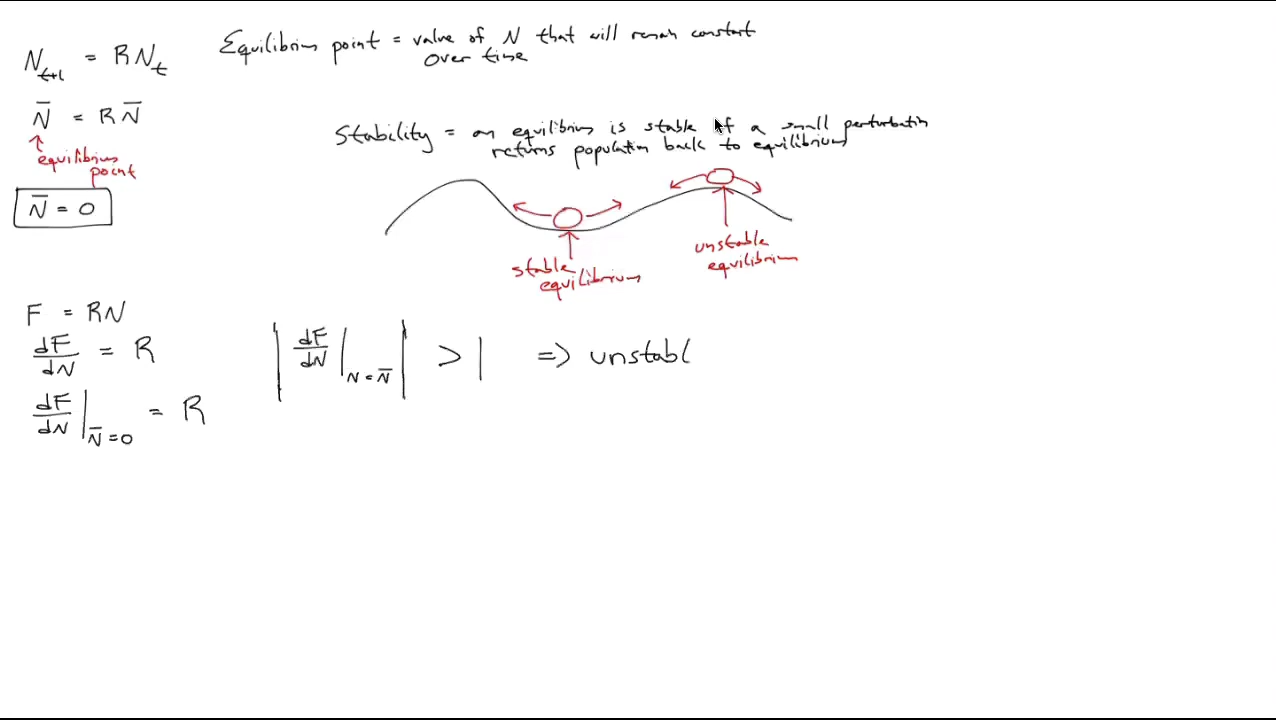 N_{t+1} = RN_t
Equilibrium point = value of N that will remain constant
over time
N̄ = RN̄
equilibrium
point
N̄ = 0
Stability = an equilibrium is stable if a small perturbation
returns population back to equilibrium
stable
equilibrium
unstable
equilibrium
F = RN
dF/dN = R
dF/dN |_{N̄=0} = R
| dF/dN |_{N=N̄} | > 1 => unstabl